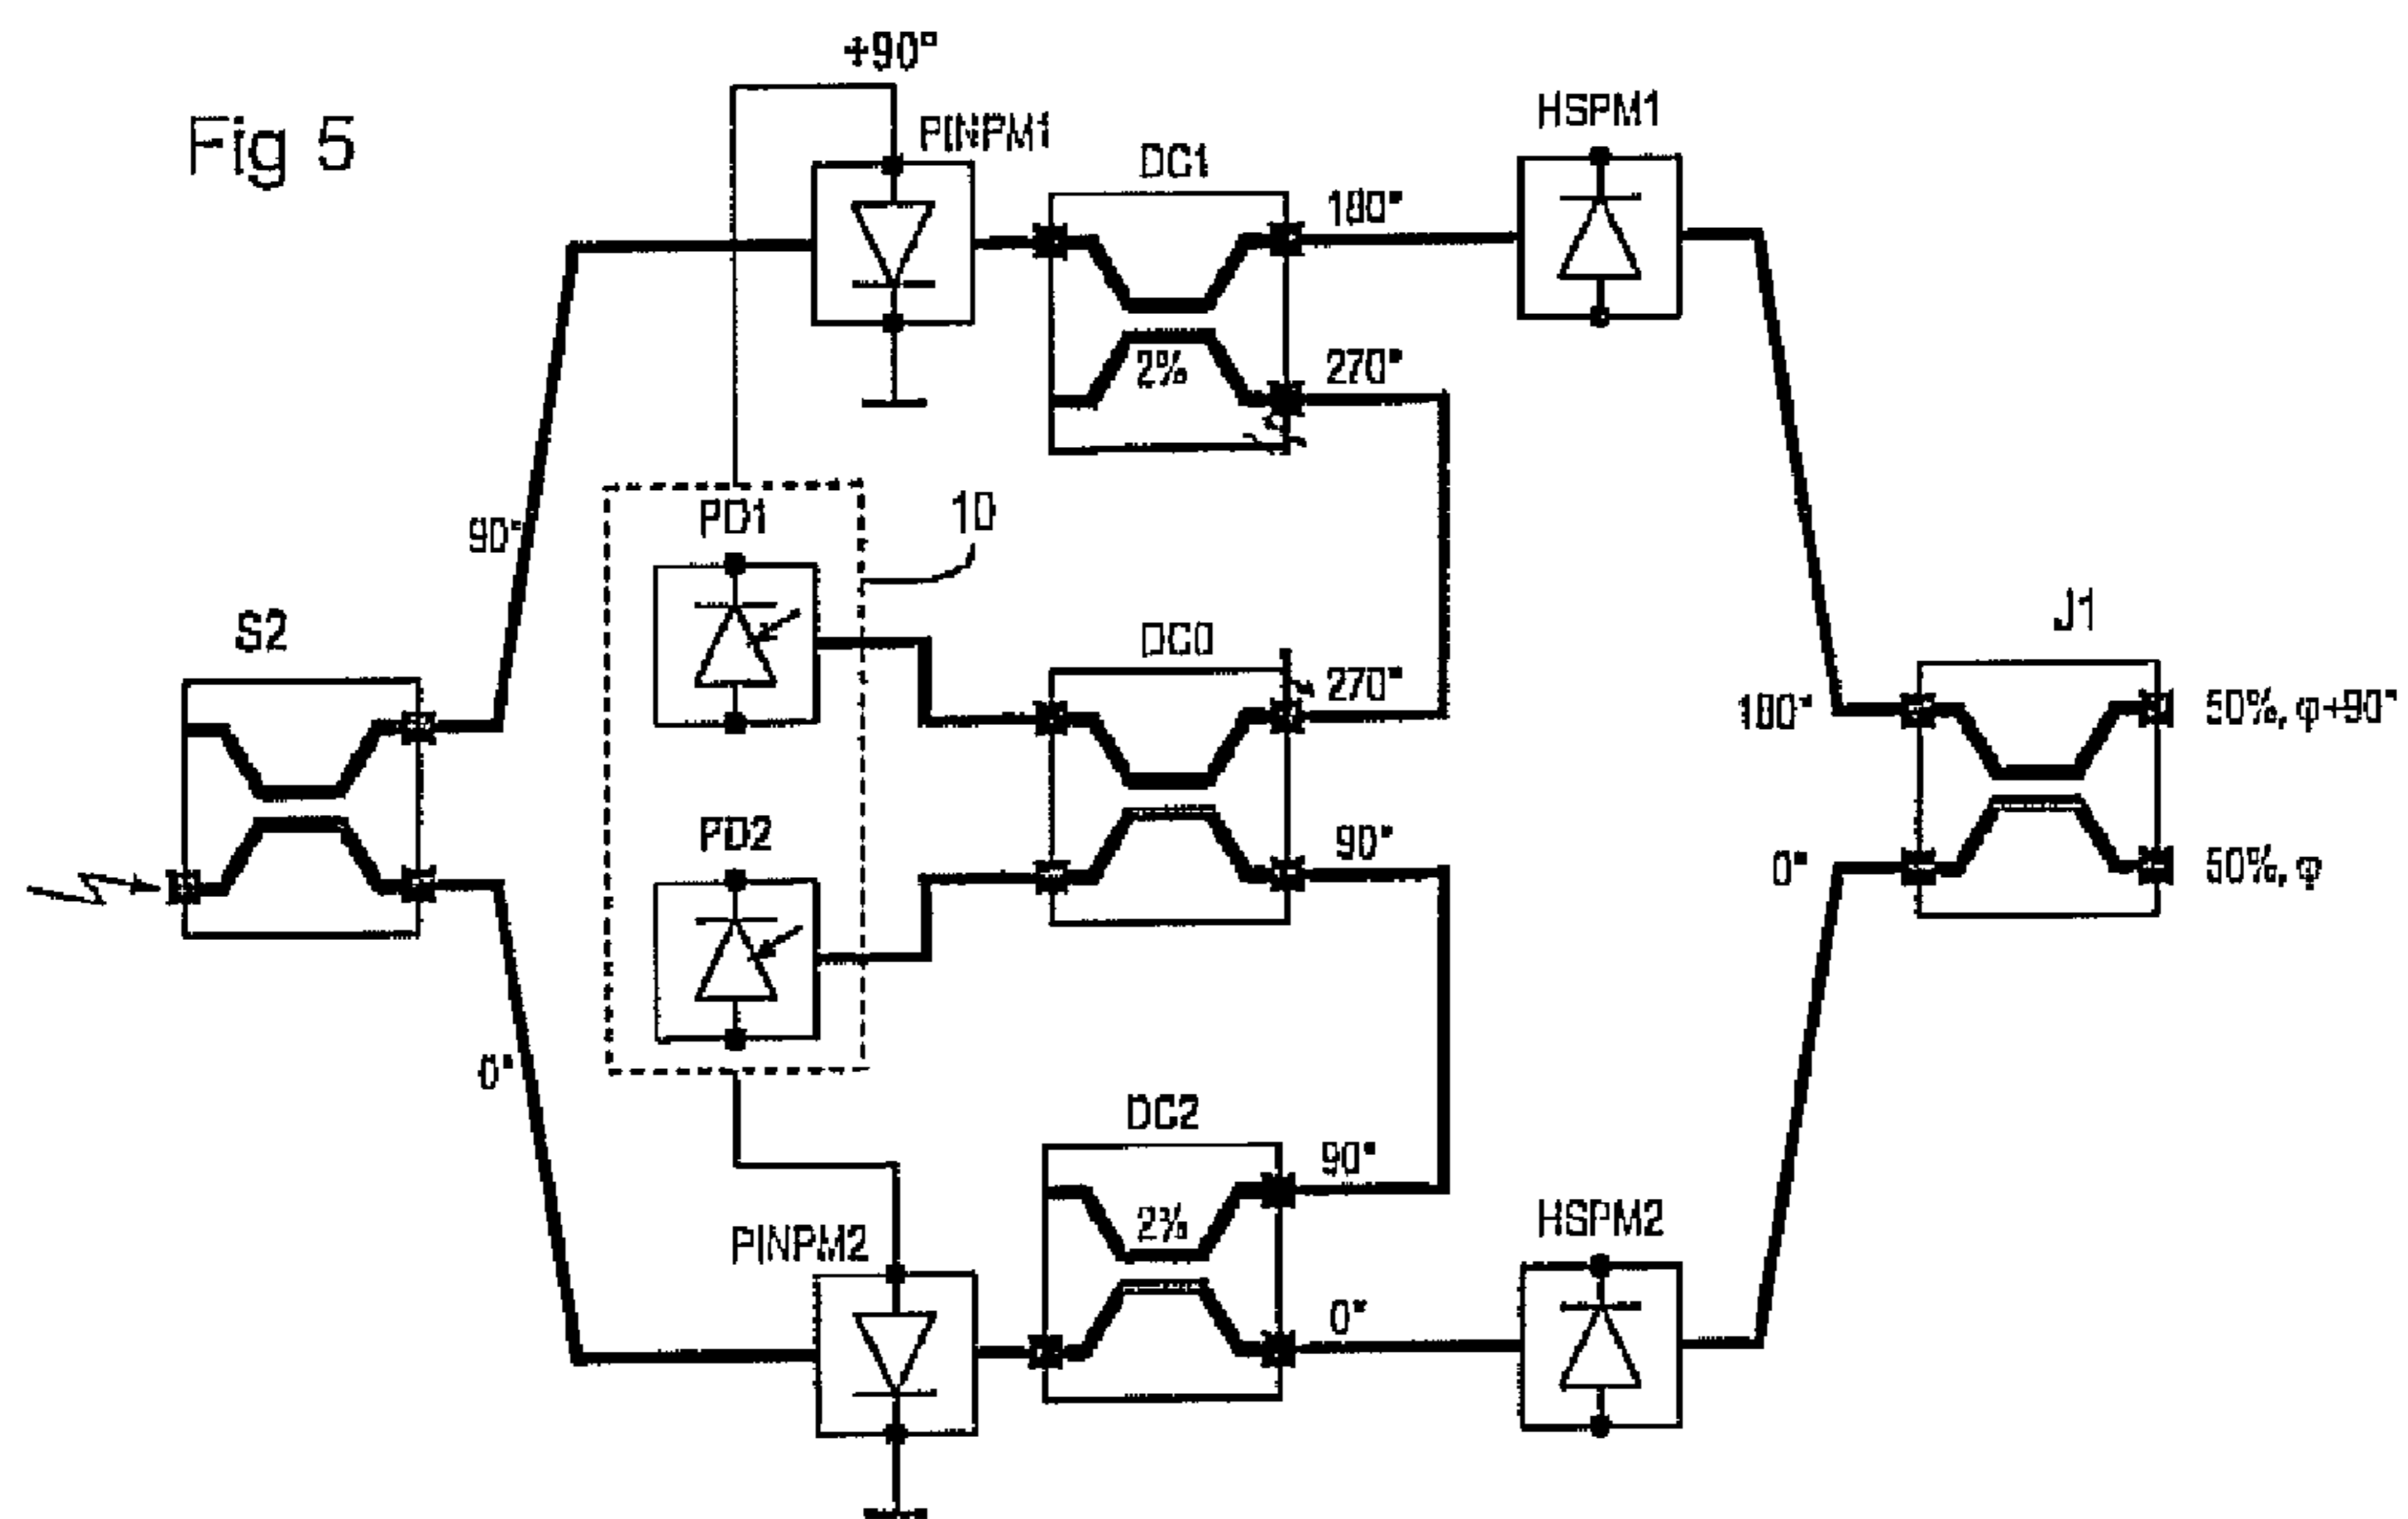 Fig 5
+90°
PINPM1
DC1
HSPM1
180°
2%
270°
90°
PD1
10
S2
DC0
270°
J1
180°
50%, φ+90°
PD2
90°
0°
50%, φ
0°
DC2
90°
2%
PINPM2
HSPM2
0°